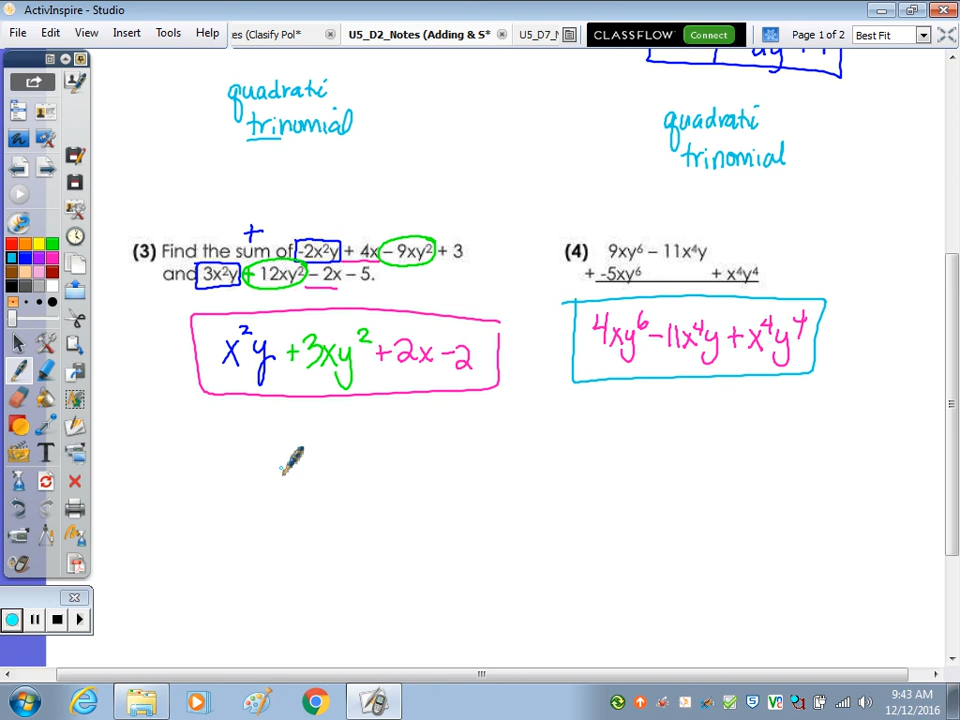 ActivInspire - Studio
File Edit View Insert Tools Help
es (Clasify Pol*
U5_D2_Notes (Adding & S*
U5_D7_N
CLASSFLOW Connect
Page 1 of 2
Best Fit
quadratic
trinomial
quadratic
trinomial
+
(3) Find the sum of -2x²y + 4x − 9xy² + 3
and 3x²y + 12xy² − 2x − 5.
x²y + 3xy² + 2x - 2
(4) 9xy⁶ − 11x⁴y
+ -5xy⁶ + x⁴y⁴
4xy⁶ - 11x⁴y + x⁴y⁴
9:43 AM
12/12/2016